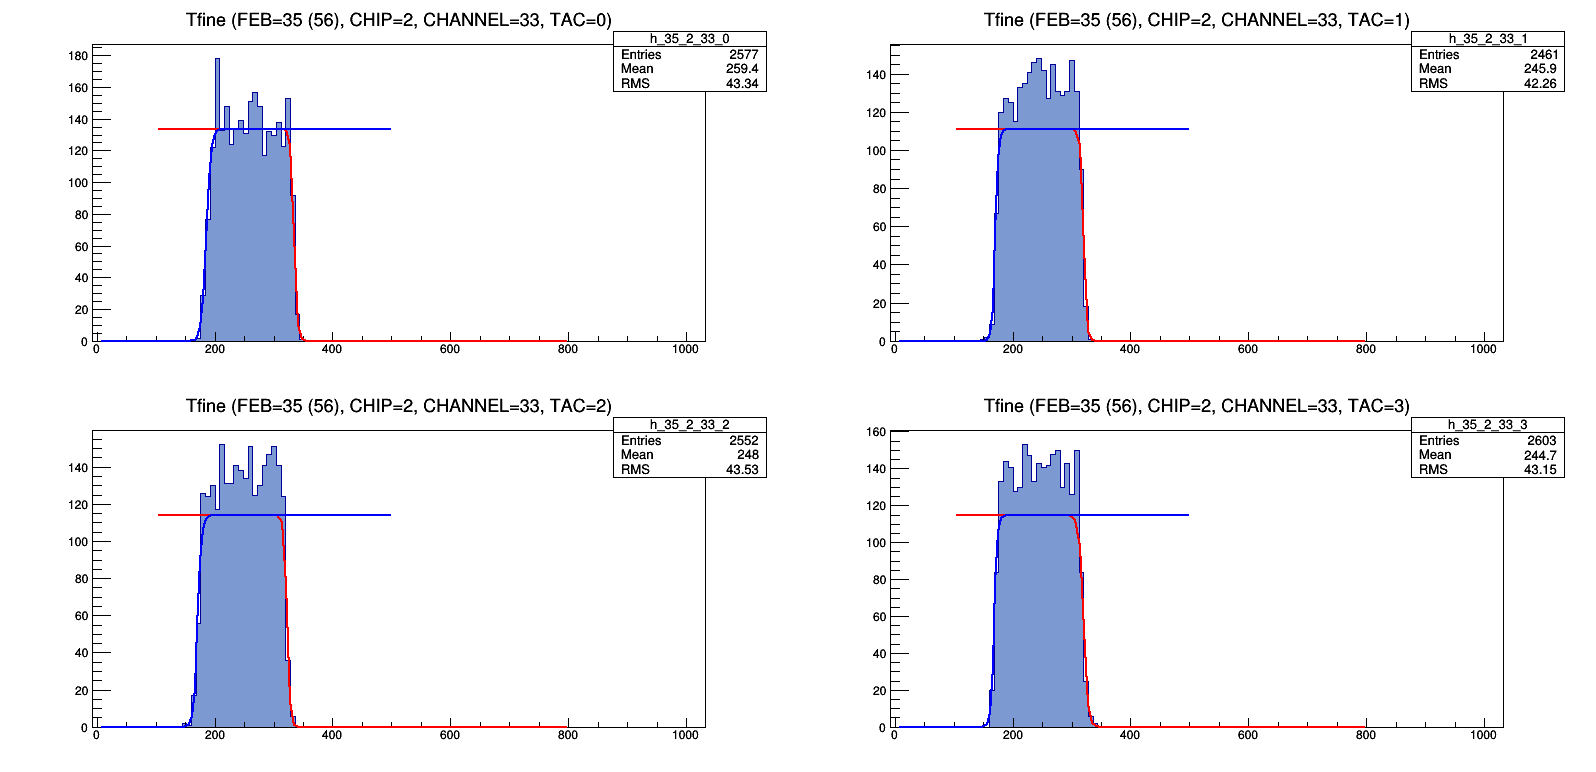 Tfine (FEB=35 (56), CHIP=2, CHANNEL=33, TAC=0)
h_35_2_33_0
Entries 2577
Mean 259.4
RMS 43.34
180
160
140
120
100
80
60
40
20
0
0 200 400 600 800 1000
Tfine (FEB=35 (56), CHIP=2, CHANNEL=33, TAC=1)
h_35_2_33_1
Entries 2461
Mean 245.9
RMS 42.26
140
120
100
80
60
40
20
0
0 200 400 600 800 1000
Tfine (FEB=35 (56), CHIP=2, CHANNEL=33, TAC=2)
h_35_2_33_2
Entries 2552
Mean 248
RMS 43.53
140
120
100
80
60
40
20
0
0 200 400 600 800 1000
Tfine (FEB=35 (56), CHIP=2, CHANNEL=33, TAC=3)
h_35_2_33_3
Entries 2603
Mean 244.7
RMS 43.15
160
140
120
100
80
60
40
20
0
0 200 400 600 800 1000